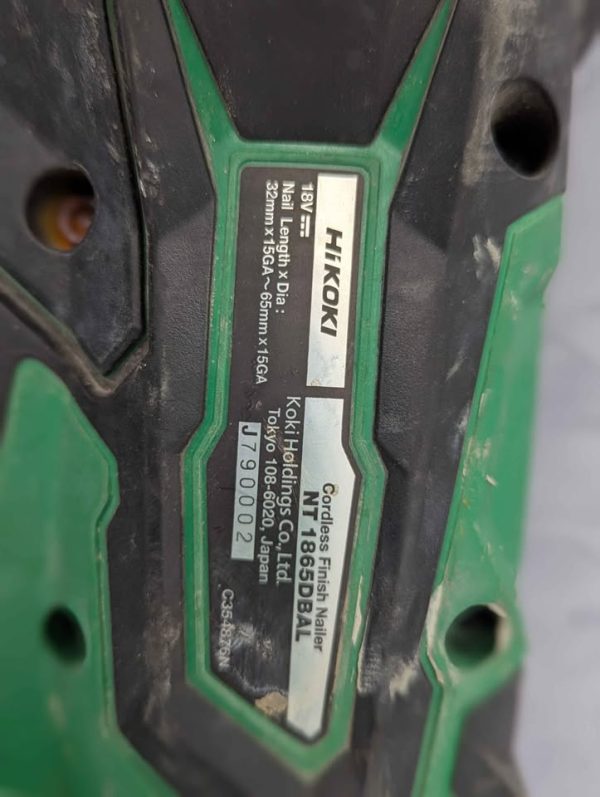 HiKOKI
Cordless Finish Nailer
NT 1865DBAL
18V⎓
Nail Length x Dia :
32mm x 15GA～65mm x 15GA
Koki Holdings Co., Ltd.
Tokyo 108-6020, Japan
J790002
C354876N